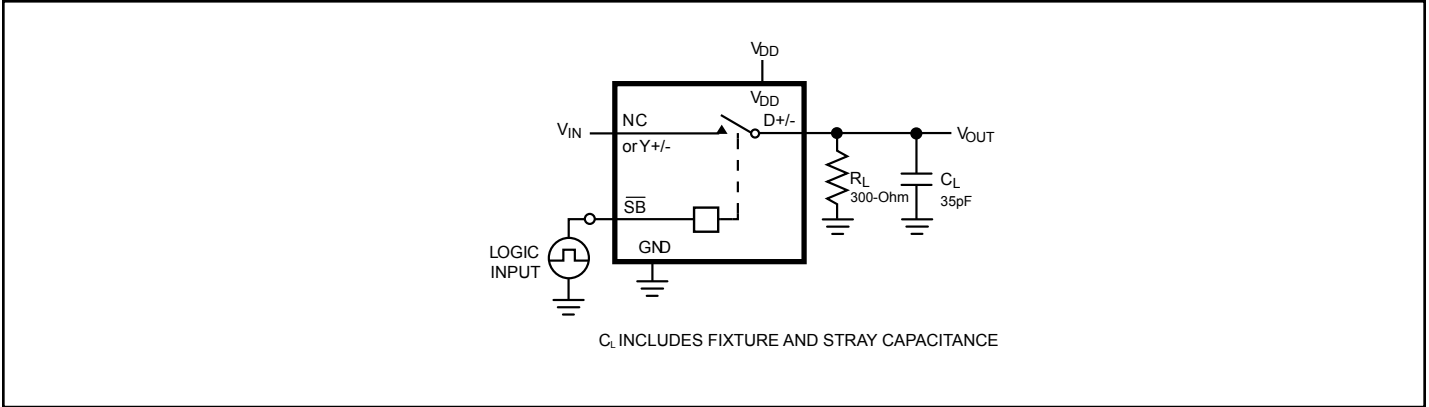 VDD
VDD
VIN
NC
or Y+/-
D+/-
VOUT
RL
300-Ohm
CL
35pF
SB
GND
LOGIC
INPUT
CL INCLUDES FIXTURE AND STRAY CAPACITANCE